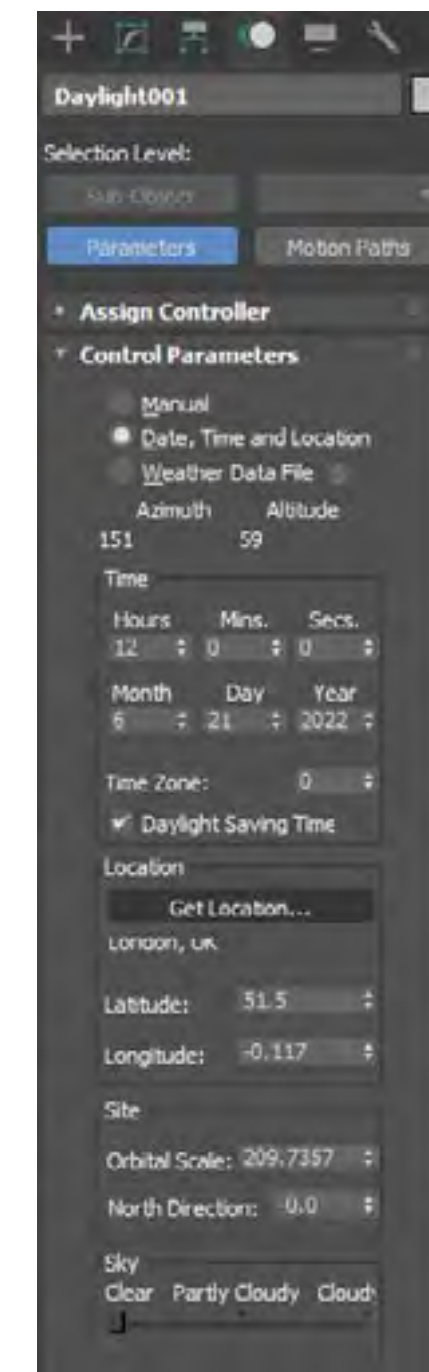 Daylight001
Selection Level:
Sub-Object
Parameters Motion Paths
Assign Controller
Control Parameters
Manual
Date, Time and Location
Weather Data File
Azimuth Altitude
151 59
Time
Hours Mins. Secs.
12 0 0
Month Day Year
6 21 2022
Time Zone: 0
Daylight Saving Time
Location
Get Location...
London, UK
Latitude: 51.5
Longitude: -0.117
Site
Orbital Scale: 209.7357
North Direction: 0.0
Sky
Clear Partly Cloudy Cloud